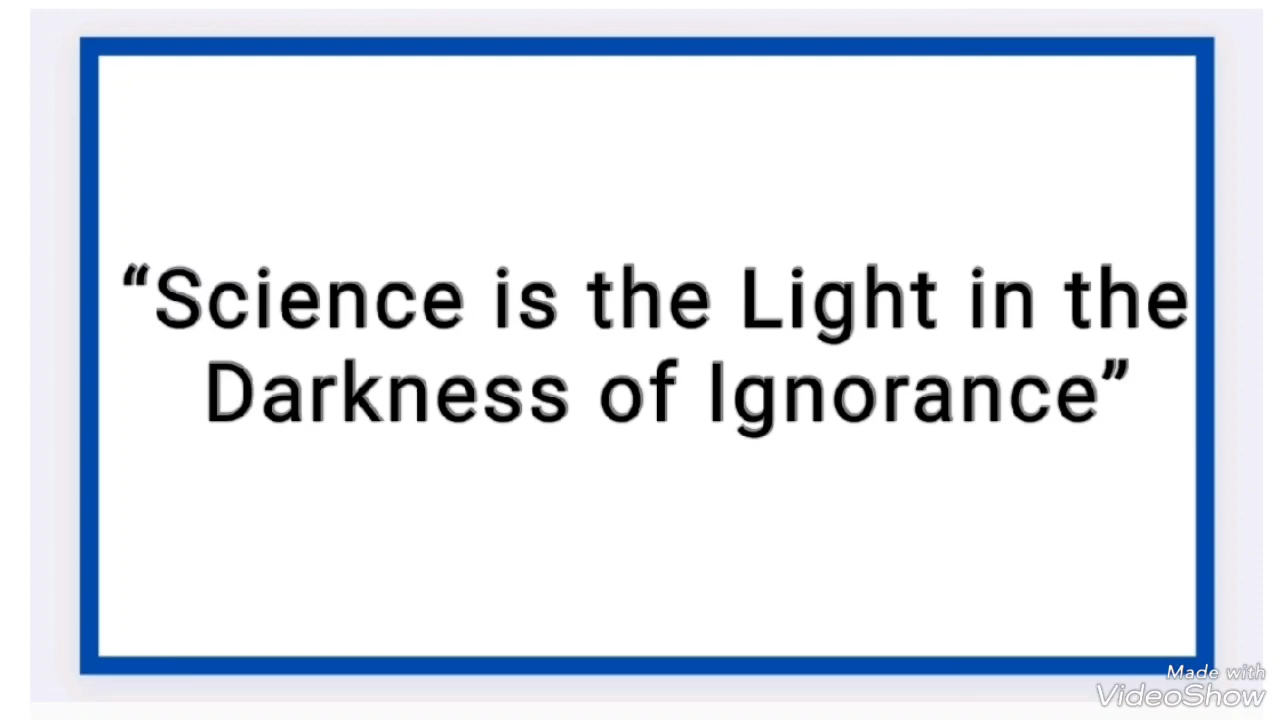 “Science is the Light in the
Darkness of Ignorance”
Made with
VideoShow